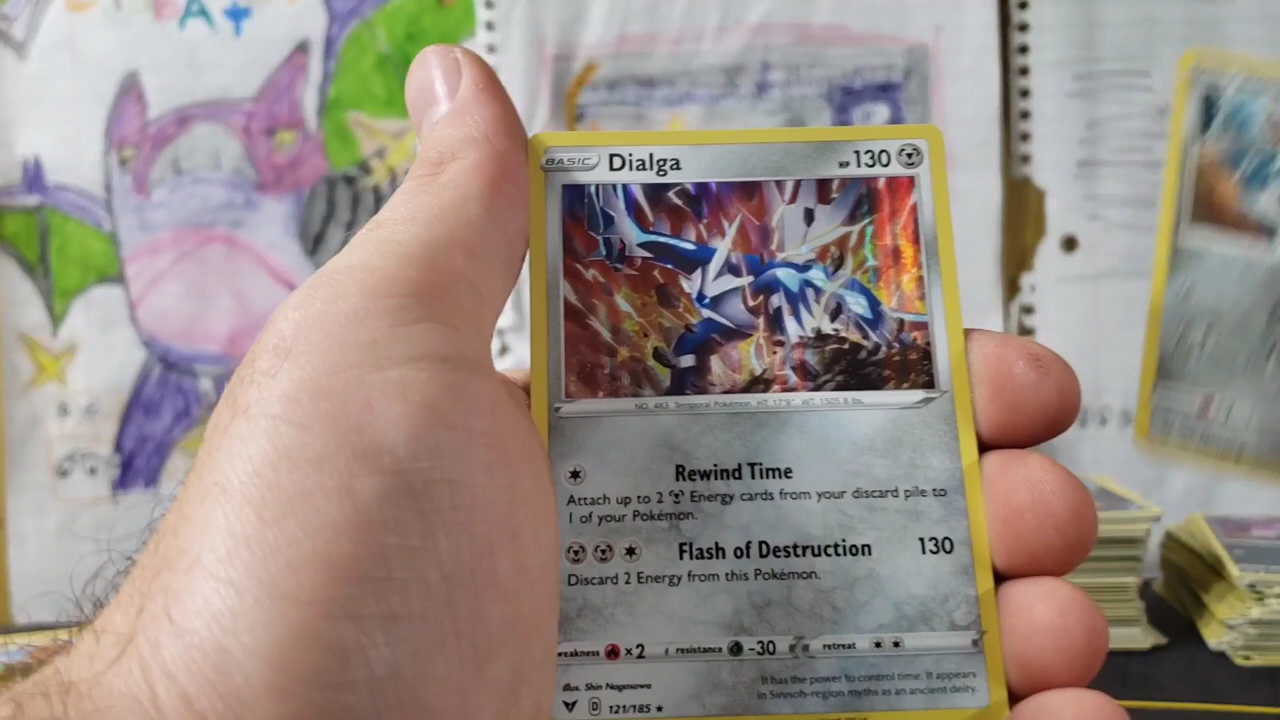 BASIC Dialga HP 130
NO. 483 Temporal Pokémon HT. 17'9" WT. 1505.8 lbs.
Rewind Time
Attach up to 2 Energy cards from your discard pile to
1 of your Pokémon.
Flash of Destruction 130
Discard 2 Energy from this Pokémon.
weakness ×2 resistance -30 retreat
Illus. Shin Nagasawa
It has the power to control time. It appears
in Sinnoh-region myths as an ancient deity.
D 121/185 ★